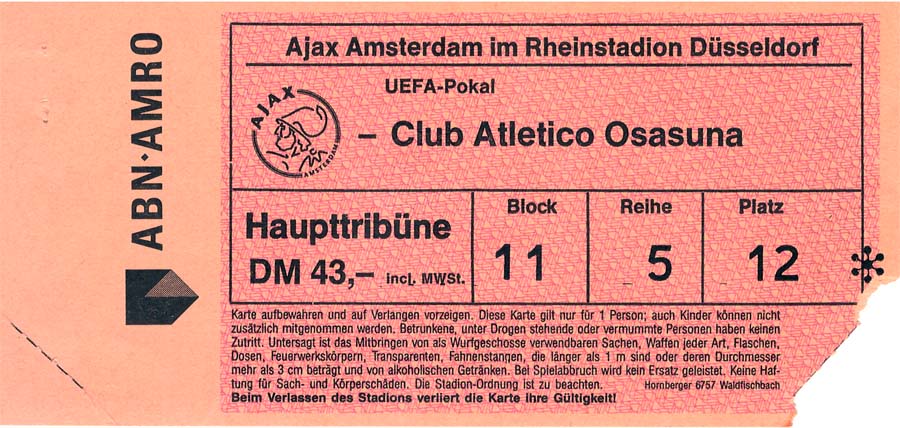 ABN·AMRO
Ajax Amsterdam im Rheinstadion Düsseldorf
UEFA-Pokal
AJAX
AMSTERDAM
– Club Atletico Osasuna
Haupttribüne
DM 43,– incl. MWSt.
Block
11
Reihe
5
Platz
12
Karte aufbewahren und auf Verlangen vorzeigen. Diese Karte gilt nur für 1 Person; auch Kinder können nicht
zusätzlich mitgenommen werden. Betrunkene, unter Drogen stehende oder vermummte Personen haben keinen
Zutritt. Untersagt ist das Mitbringen von als Wurfgeschosse verwendbaren Sachen, Waffen jeder Art, Flaschen,
Dosen, Feuerwerkskörpern, Transparenten, Fahnenstangen, die länger als 1 m sind oder deren Durchmesser
mehr als 3 cm beträgt und von alkoholischen Getränken. Bei Spielabbruch wird kein Ersatz geleistet. Keine Haf-
tung für Sach- und Körperschäden. Die Stadion-Ordnung ist zu beachten. Hornberger 6757 Waldfischbach
Beim Verlassen des Stadions verliert die Karte ihre Gültigkeit!